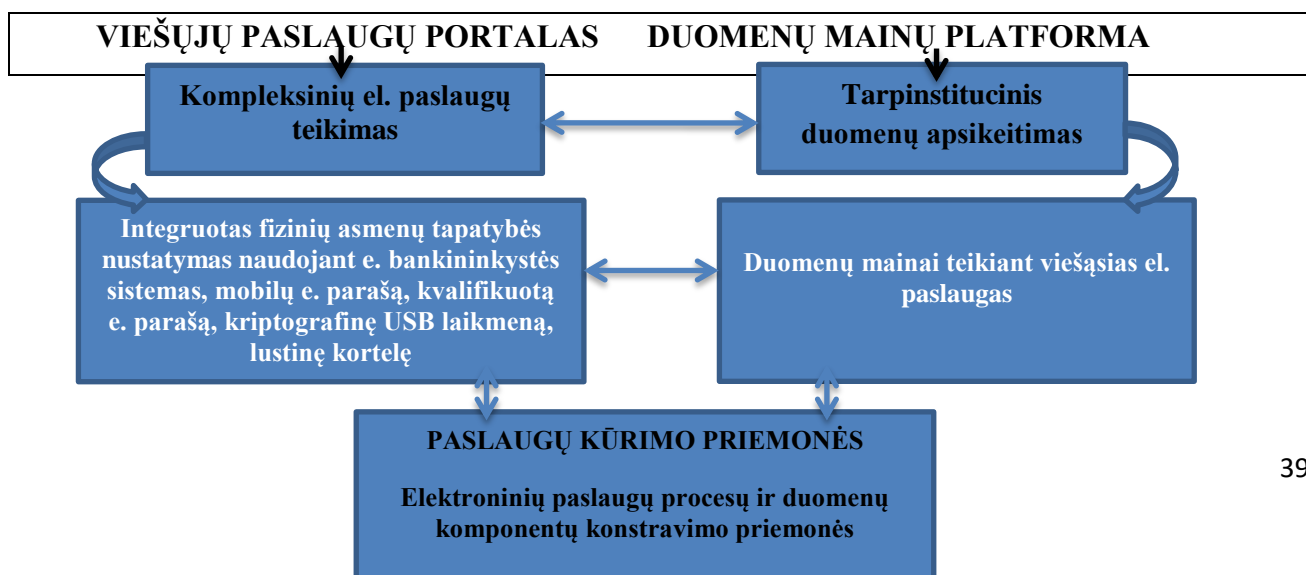 VIEŠŲJŲ PASLAUGŲ PORTALAS DUOMENŲ MAINŲ PLATFORMA
Kompleksinių el. paslaugų
teikimas
Tarpinstitucinis
duomenų apsikeitimas
Integruotas fizinių asmenų tapatybės
nustatymas naudojant e. bankininkystės
sistemas, mobilų e. parašą, kvalifikuotą
e. parašą, kriptografinę USB laikmeną,
lustinę kortelę
Duomenų mainai teikiant viešąsias el.
paslaugas
PASLAUGŲ KŪRIMO PRIEMONĖS
Elektroninių paslaugų procesų ir duomenų
komponentų konstravimo priemonės
39